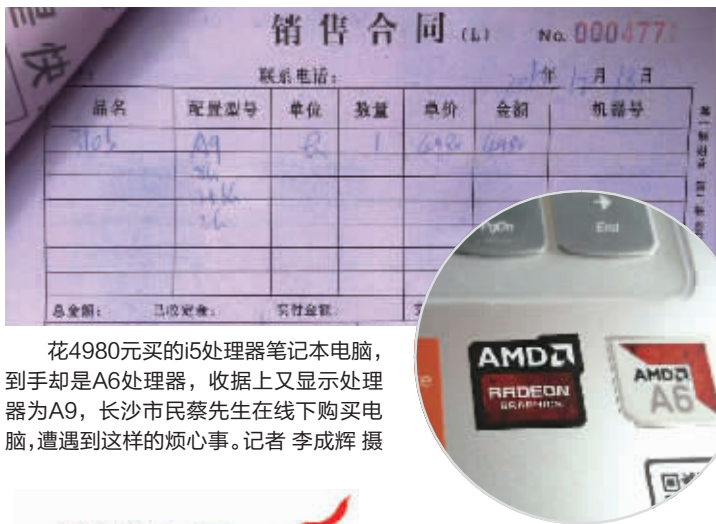 快
销售合同(L) No. 000477
联系电话: 年 月 日
品名 配置型号 单位 数量 单价 金额 机器号
310s A9 1 4980 4980
总金额: 已收定金: 实付金额:
PgDn End
AMD
RADEON
GRAPHICS
AMD
A6
花4980元买的i5处理器笔记本电脑,
到手却是A6处理器，收据上又显示处理
器为A9，长沙市民蔡先生在线下购买电
脑,遭遇到这样的烦心事。记者 李成辉 摄